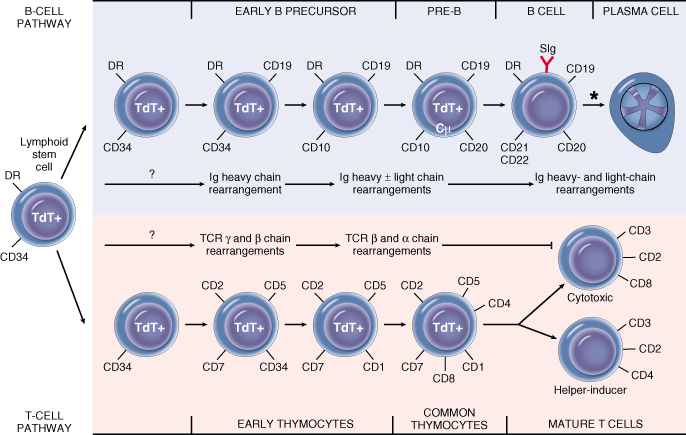 B-CELL
PATHWAY
EARLY B PRECURSOR
PRE-B
B CELL
PLASMA CELL
SIg
DR
DR
CD19
DR
CD19
DR
CD19
DR
CD19
TdT+
TdT+
TdT+
TdT+
Cμ
*
CD34
CD34
CD10
CD10
CD20
CD21
CD22
CD20
Lymphoid
stem
cell
DR
TdT+
CD34
?
Ig heavy chain
rearrangement
Ig heavy ± light chain
rearrangements
Ig heavy- and light-chain
rearrangements
?
TCR γ and β chain
rearrangements
TCR β and α chain
rearrangements
CD3
CD2
CD8
Cytotoxic
CD2
CD5
CD2
CD5
CD2
CD5
CD4
TdT+
TdT+
TdT+
TdT+
CD34
CD7
CD34
CD7
CD1
CD7
CD8
CD1
CD3
CD2
CD4
Helper-inducer
T-CELL
PATHWAY
EARLY THYMOCYTES
COMMON
THYMOCYTES
MATURE T CELLS